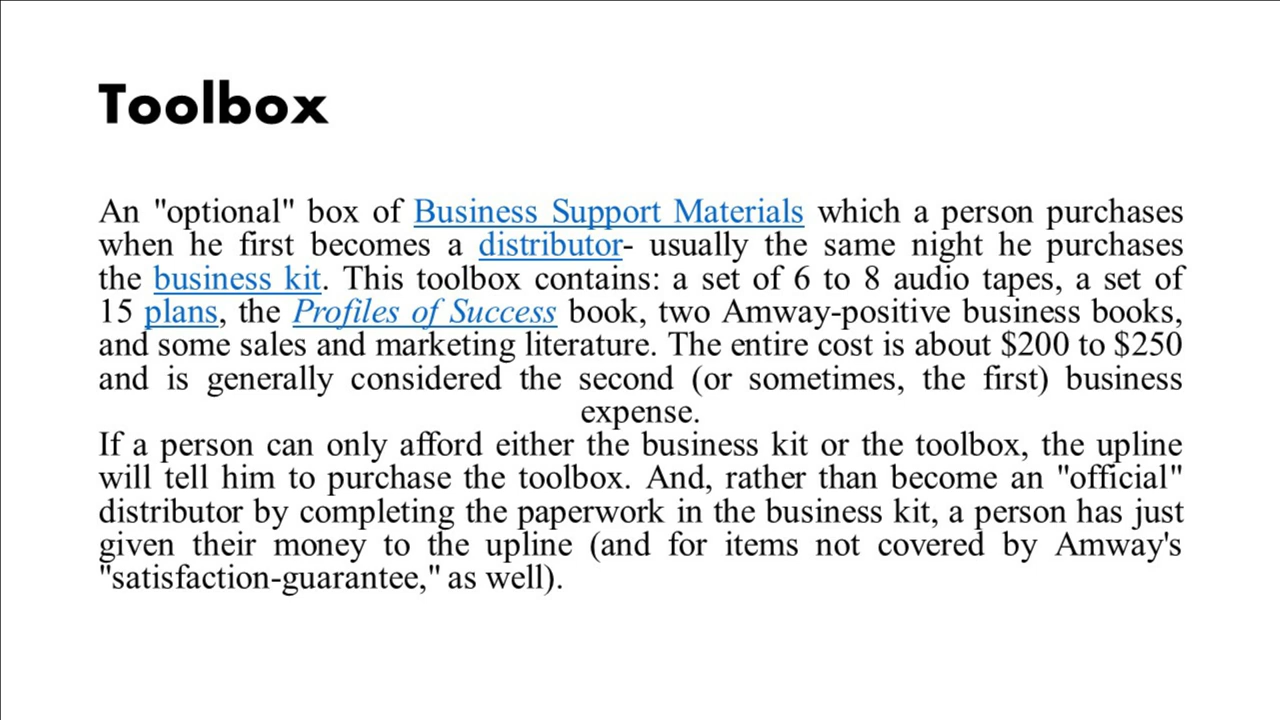 Toolbox
An "optional" box of Business Support Materials which a person purchases
when he first becomes a distributor- usually the same night he purchases
the business kit. This toolbox contains: a set of 6 to 8 audio tapes, a set of
15 plans, the Profiles of Success book, two Amway-positive business books,
and some sales and marketing literature. The entire cost is about $200 to $250
and is generally considered the second (or sometimes, the first) business
expense.
If a person can only afford either the business kit or the toolbox, the upline
will tell him to purchase the toolbox. And, rather than become an "official"
distributor by completing the paperwork in the business kit, a person has just
given their money to the upline (and for items not covered by Amway's
"satisfaction-guarantee," as well).